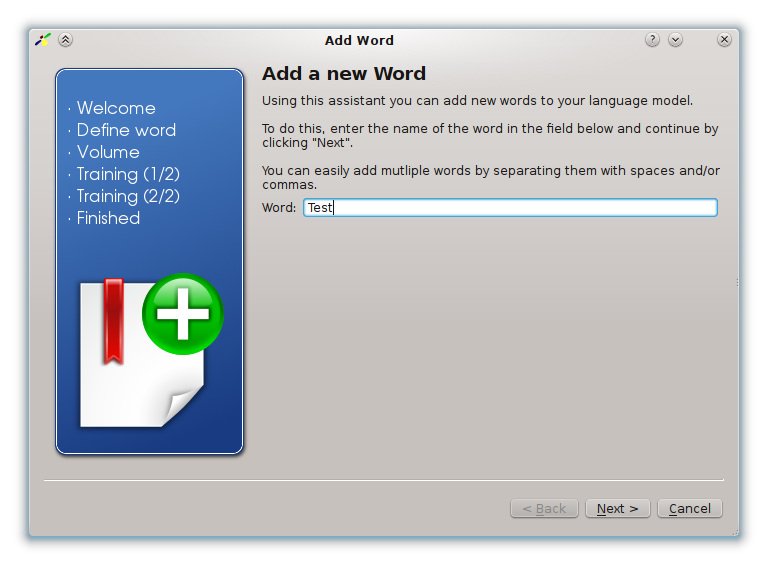 Add Word
· Welcome
· Define word
· Volume
· Training (1/2)
· Training (2/2)
· Finished
Add a new Word
Using this assistant you can add new words to your language model.
To do this, enter the name of the word in the field below and continue by
clicking "Next".
You can easily add mutliple words by separating them with spaces and/or
commas.
Word: Test
< Back Next > Cancel